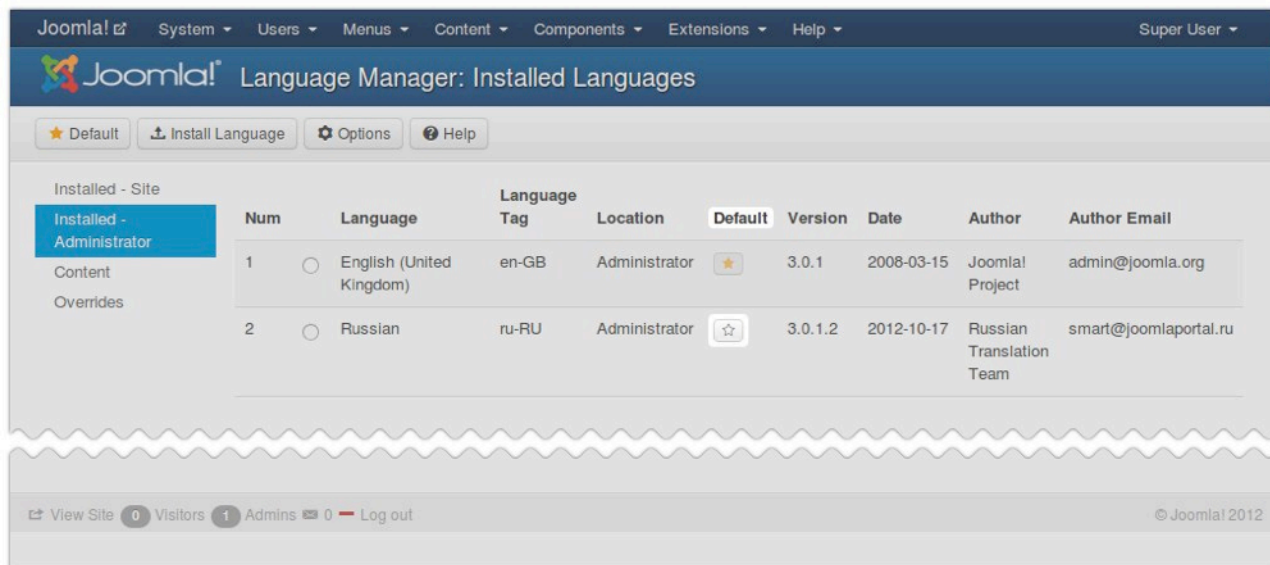 Joomla! System Users Menus Content Components Extensions Help Super User
Joomla!® Language Manager: Installed Languages
Default Install Language Options Help
Installed - Site
Installed -
Administrator
Content
Overrides
Num Language Language Tag Location Default Version Date Author Author Email
1 English (United Kingdom) en-GB Administrator 3.0.1 2008-03-15 Joomla! Project admin@joomla.org
2 Russian ru-RU Administrator 3.0.1.2 2012-10-17 Russian Translation Team smart@joomlaportal.ru
View Site 0 Visitors 1 Admins 0 Log out © Joomla! 2012